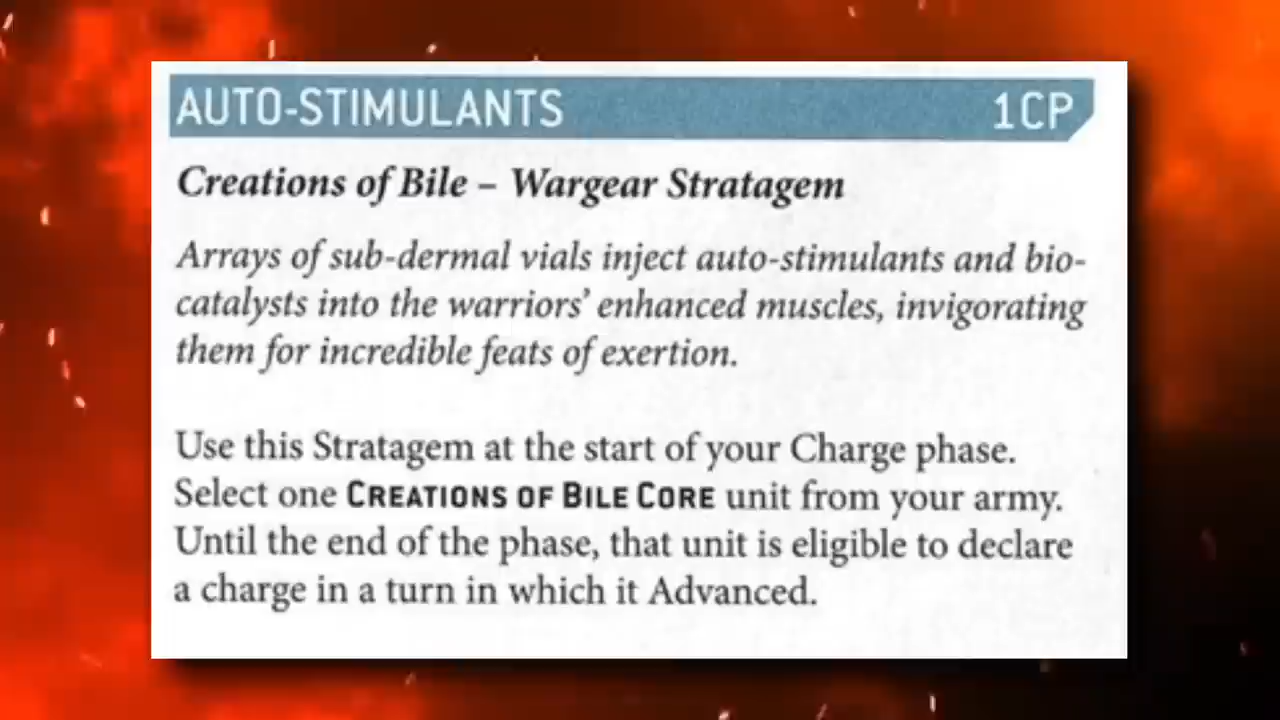 AUTO-STIMULANTS 1CP
Creations of Bile – Wargear Stratagem
Arrays of sub-dermal vials inject auto-stimulants and bio-
catalysts into the warriors’ enhanced muscles, invigorating
them for incredible feats of exertion.
Use this Stratagem at the start of your Charge phase.
Select one CREATIONS OF BILE CORE unit from your army.
Until the end of the phase, that unit is eligible to declare
a charge in a turn in which it Advanced.